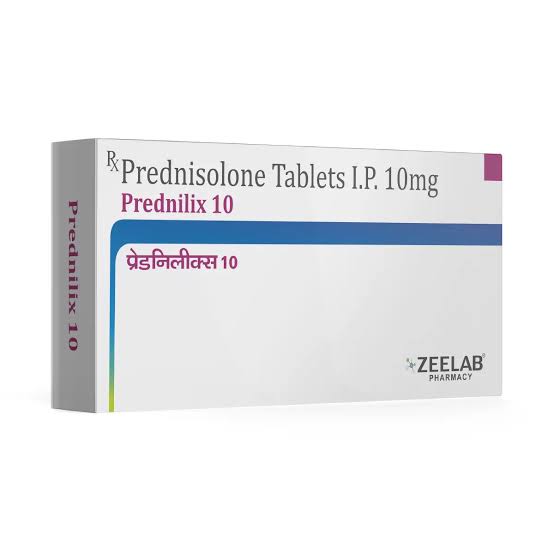 Rx Prednisolone Tablets I.P. 10mg
Prednilix 10
प्रेडनिलीक्स 10
ZEELAB®
PHARMACY
Prednilix 10